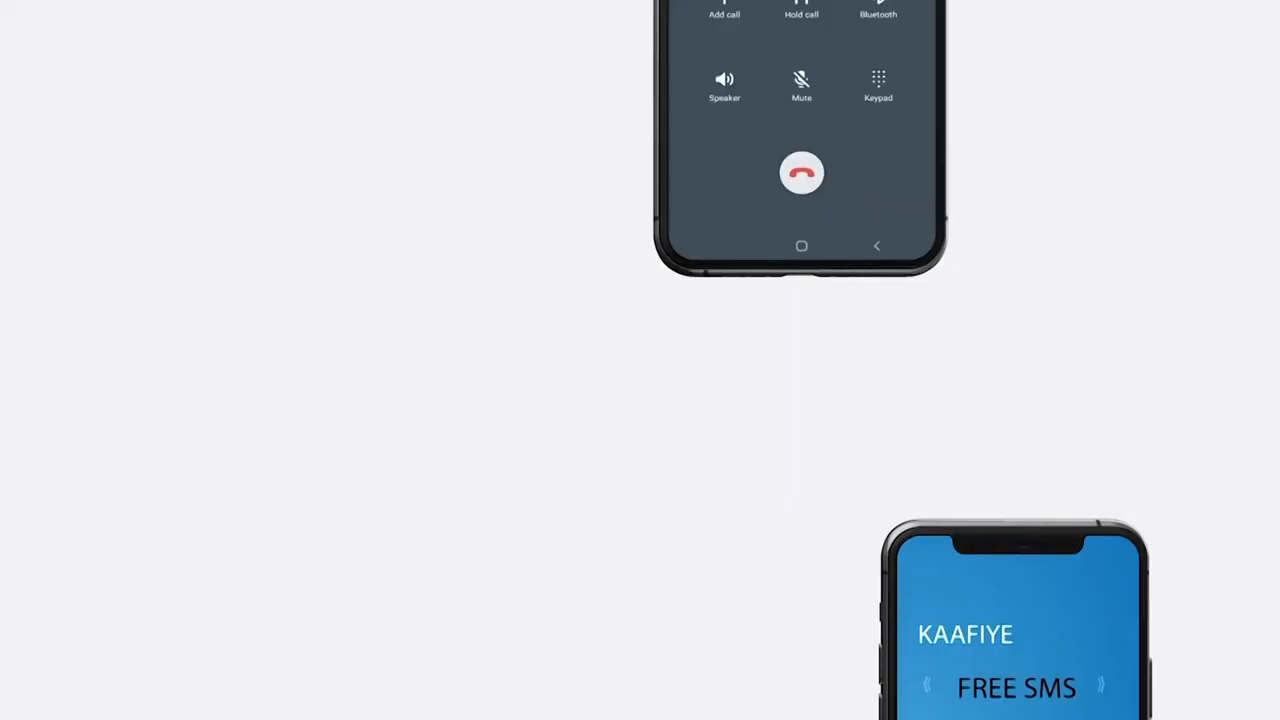 Add call Hold call Bluetooth
Speaker Mute Keypad
KAAFIYE
FREE SMS